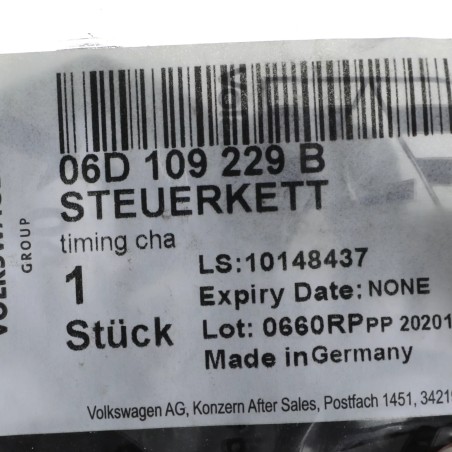 06D 109 229 B
STEUERKETT
timing cha
1
Stück
LS:10148437
Expiry Date: NONE
Lot: 0660RPPP 20201
Made in Germany
Volkswagen AG, Konzern After Sales, Postfach 1451, 34219
GROUP